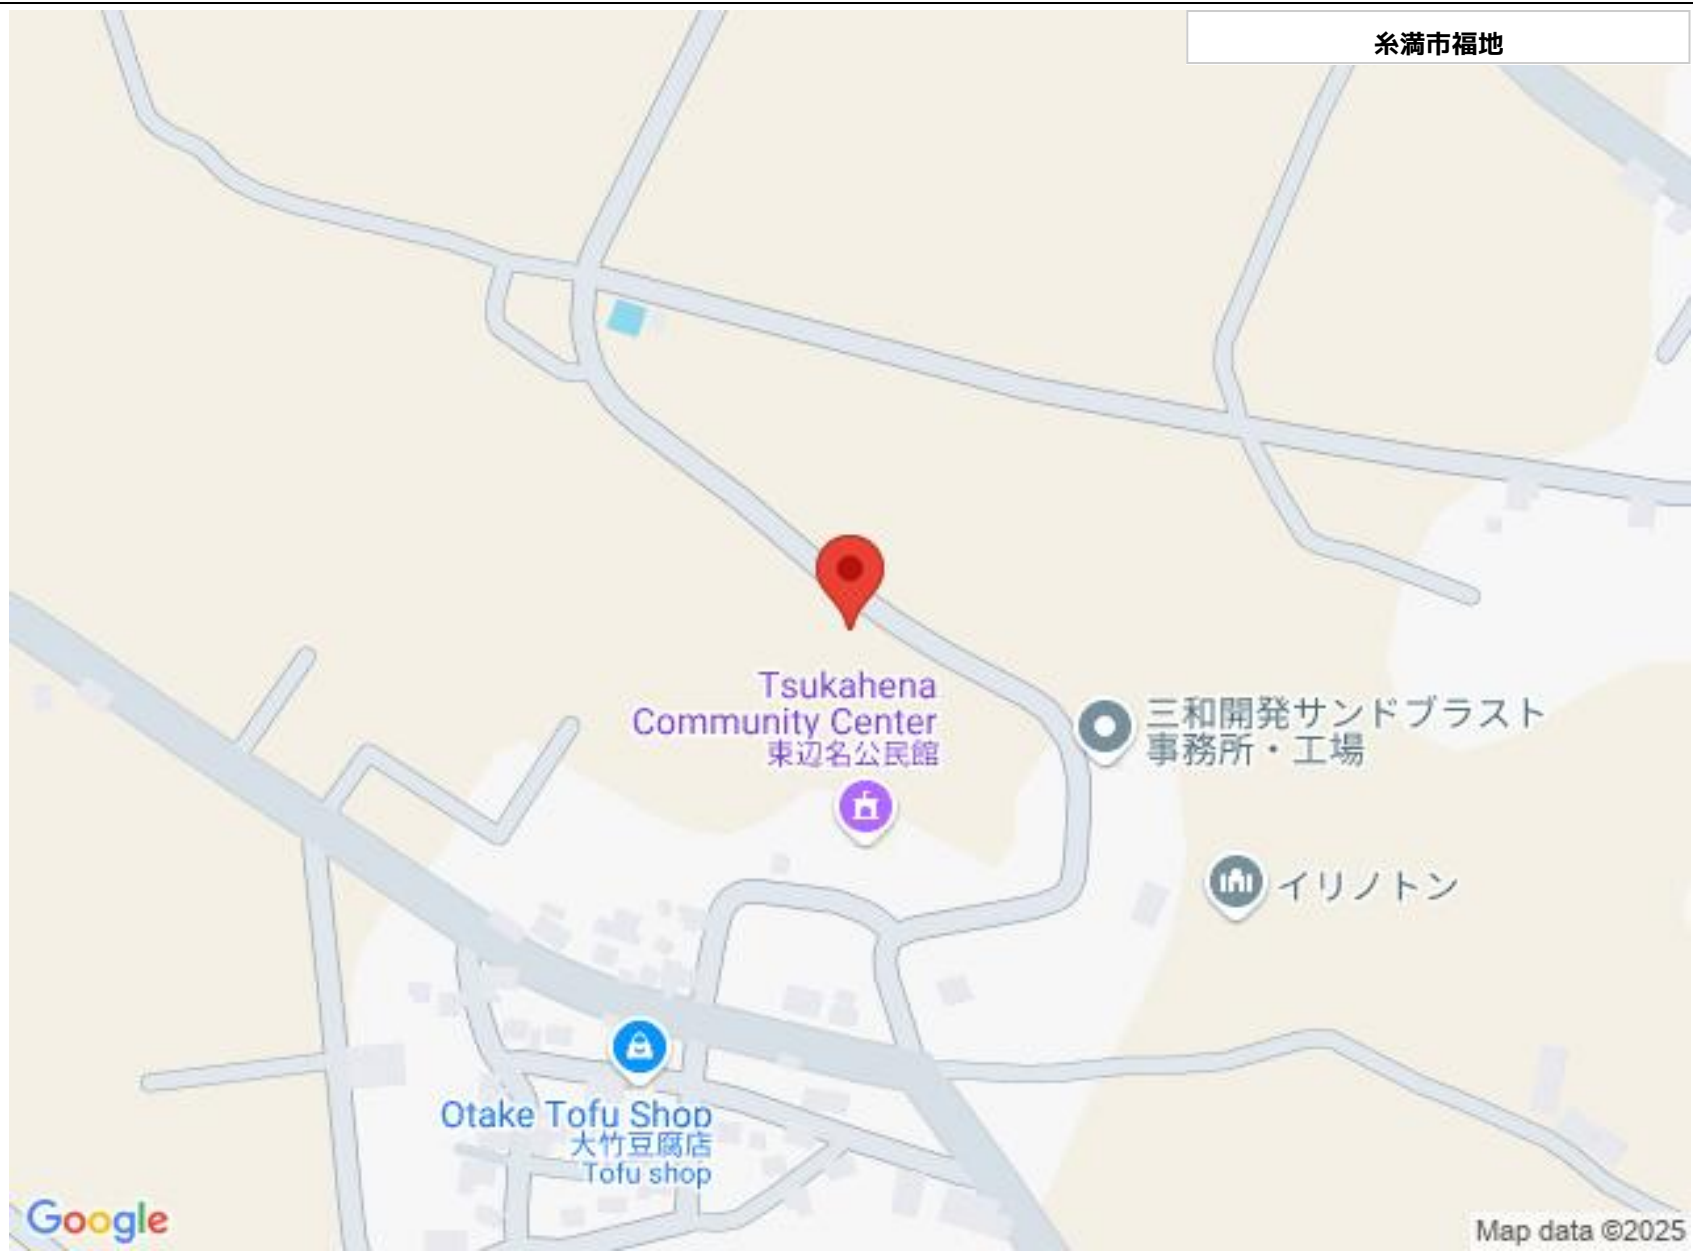 糸満市福地
Tsukahena
Community Center
東辺名公民館
三和開発サンドブラスト
事務所・工場
イリノトン
Otake Tofu Shop
大竹豆腐店
Tofu shop
Google
Map data ©2025